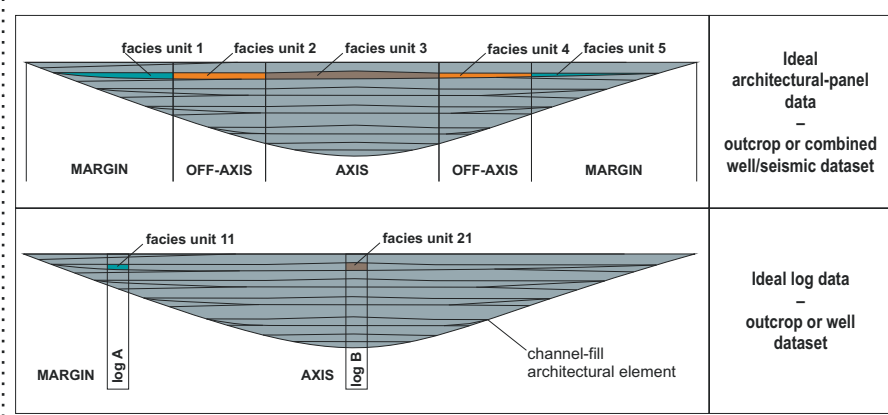 facies unit 1
facies unit 2
facies unit 3
facies unit 4
facies unit 5
MARGIN
OFF-AXIS
AXIS
OFF-AXIS
MARGIN
Ideal
architectural-panel
data
–
outcrop or combined
well/seismic dataset
facies unit 11
facies unit 21
MARGIN
log A
AXIS
log B
channel-fill
architectural element
Ideal log data
–
outcrop or well
dataset